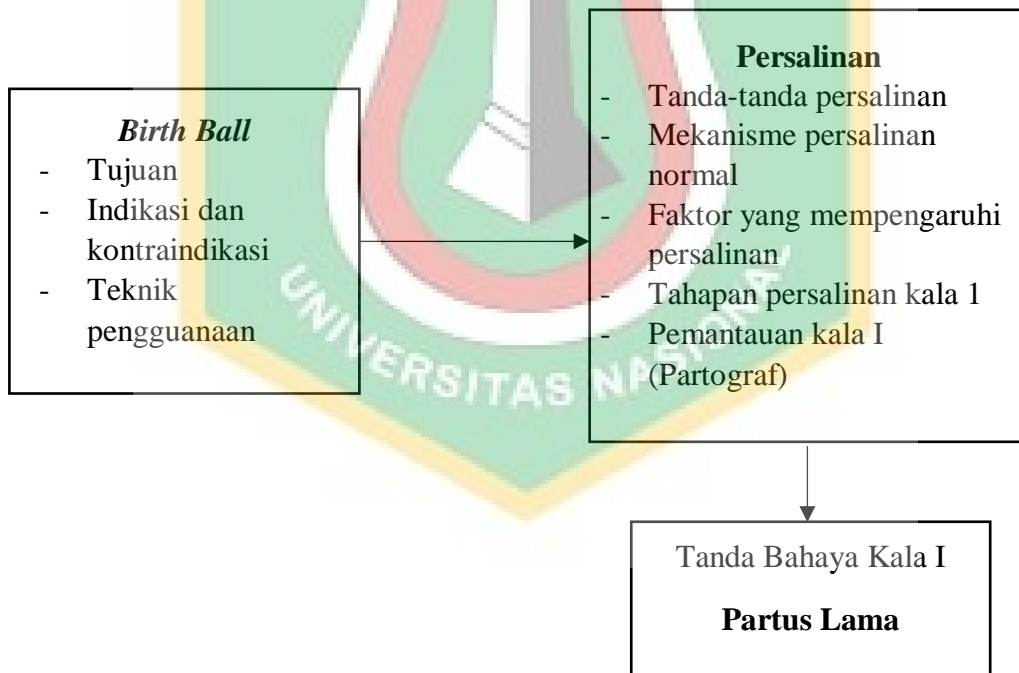 Birth Ball
- Tujuan
- Indikasi dan
kontraindikasi
- Teknik
pengguanaan
Persalinan
- Tanda-tanda persalinan
- Mekanisme persalinan
normal
- Faktor yang mempengaruhi
persalinan
- Tahapan persalinan kala 1
- Pemantauan kala I
(Partograf)
Tanda Bahaya Kala I
Partus Lama
UNIVERSITAS NASIONAL